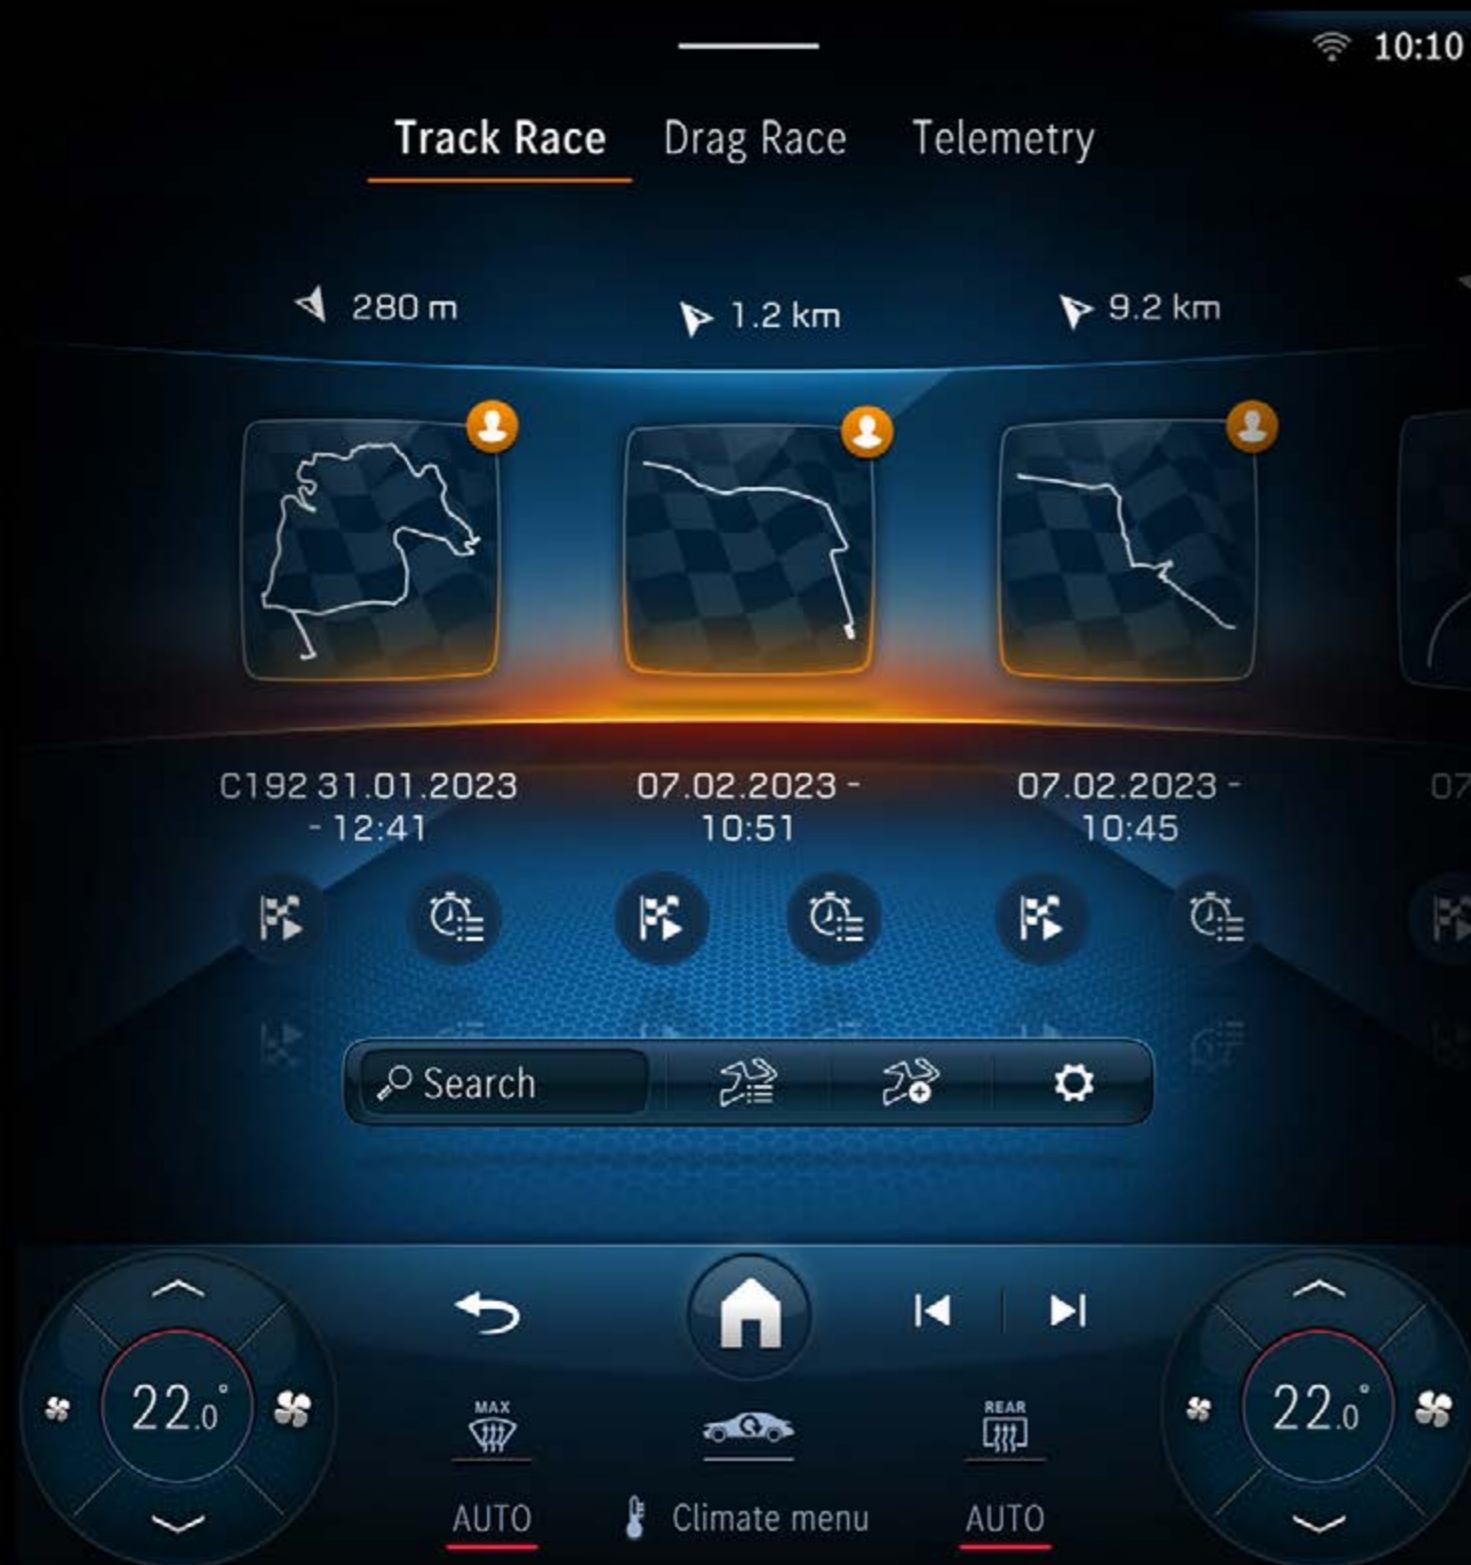 10:10
Track Race Drag Race Telemetry
280 m 1.2 km 9.2 km
C192 31.01.2023
- 12:41
07.02.2023 -
10:51
07.02.2023 -
10:45
07
Search
22.0°
MAX
REAR
22.0°
AUTO
Climate menu
AUTO